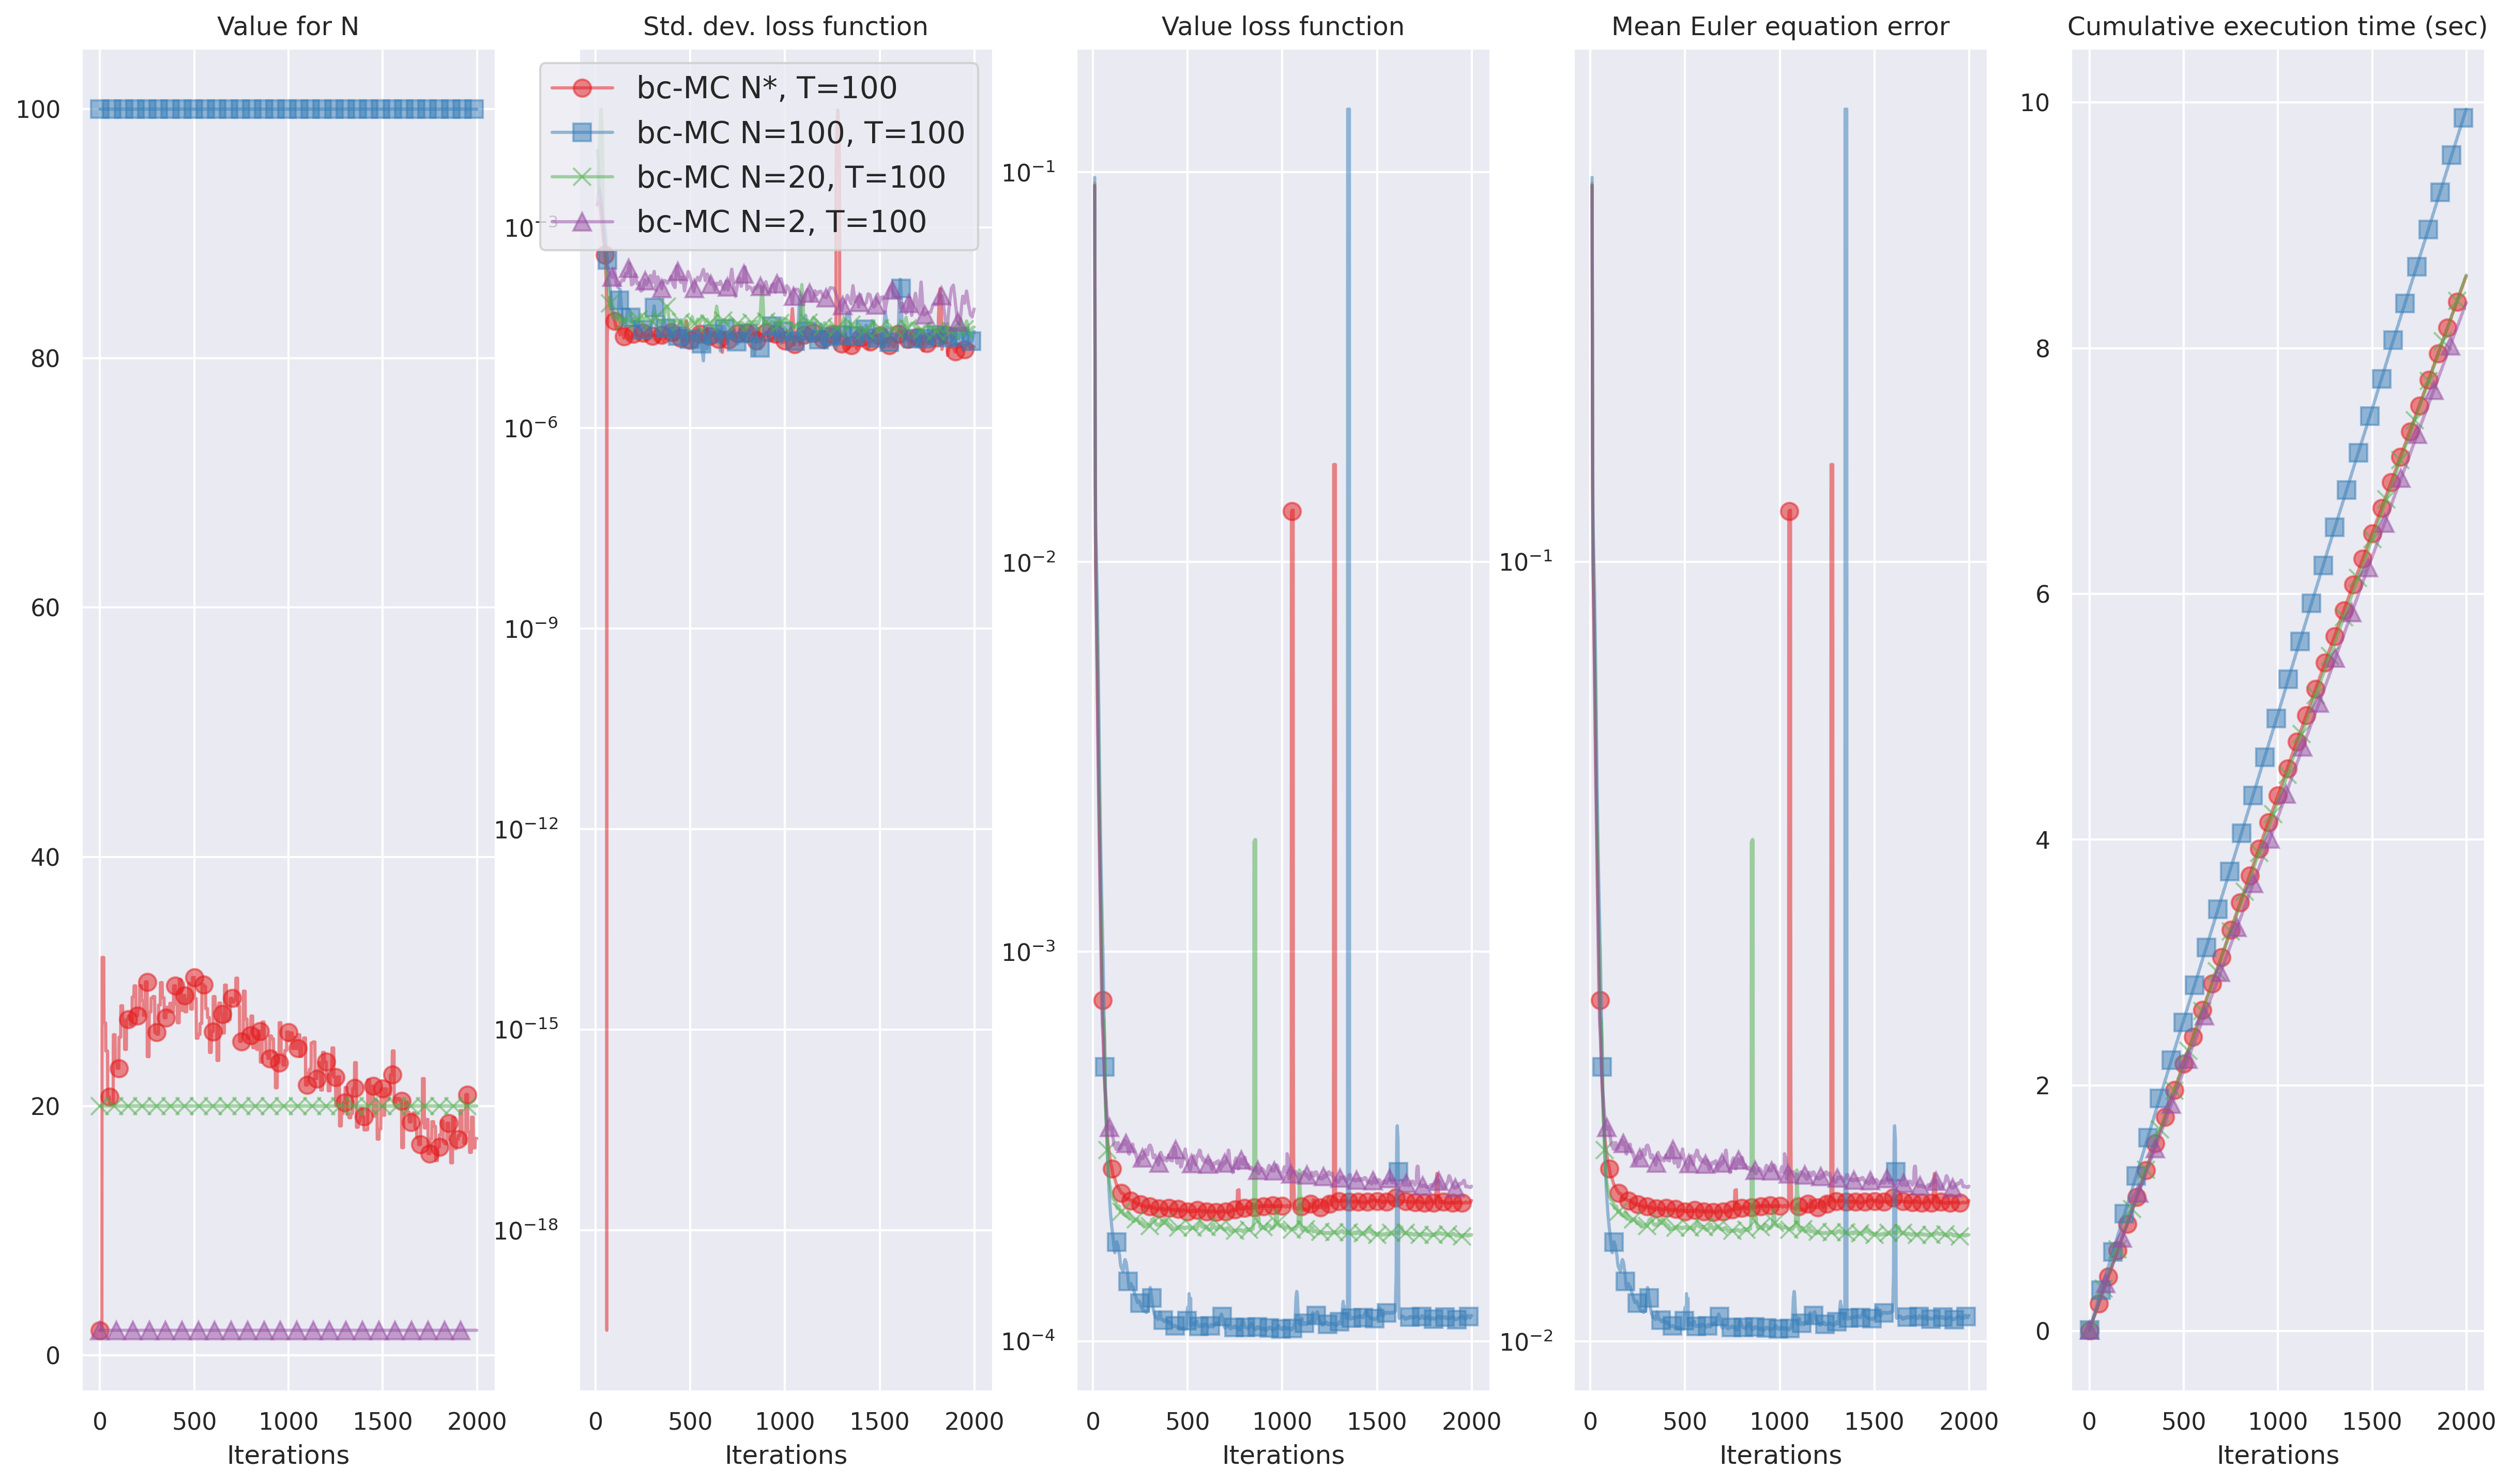 Value for N
Std. dev. loss function
Value loss function
Mean Euler equation error
Cumulative execution time (sec)
bc-MC N*, T=100
bc-MC N=100, T=100
bc-MC N=20, T=100
bc-MC N=2, T=100
100
80
60
40
20
0
0 500 1000 1500 2000
Iterations
10⁻³
10⁻⁶
10⁻⁹
10⁻¹²
10⁻¹⁵
10⁻¹⁸
0 500 1000 1500 2000
Iterations
10⁻¹
10⁻²
10⁻³
10⁻⁴
0 500 1000 1500 2000
Iterations
10⁻¹
10⁻²
0 500 1000 1500 2000
Iterations
10
8
6
4
2
0
0 500 1000 1500 2000
Iterations